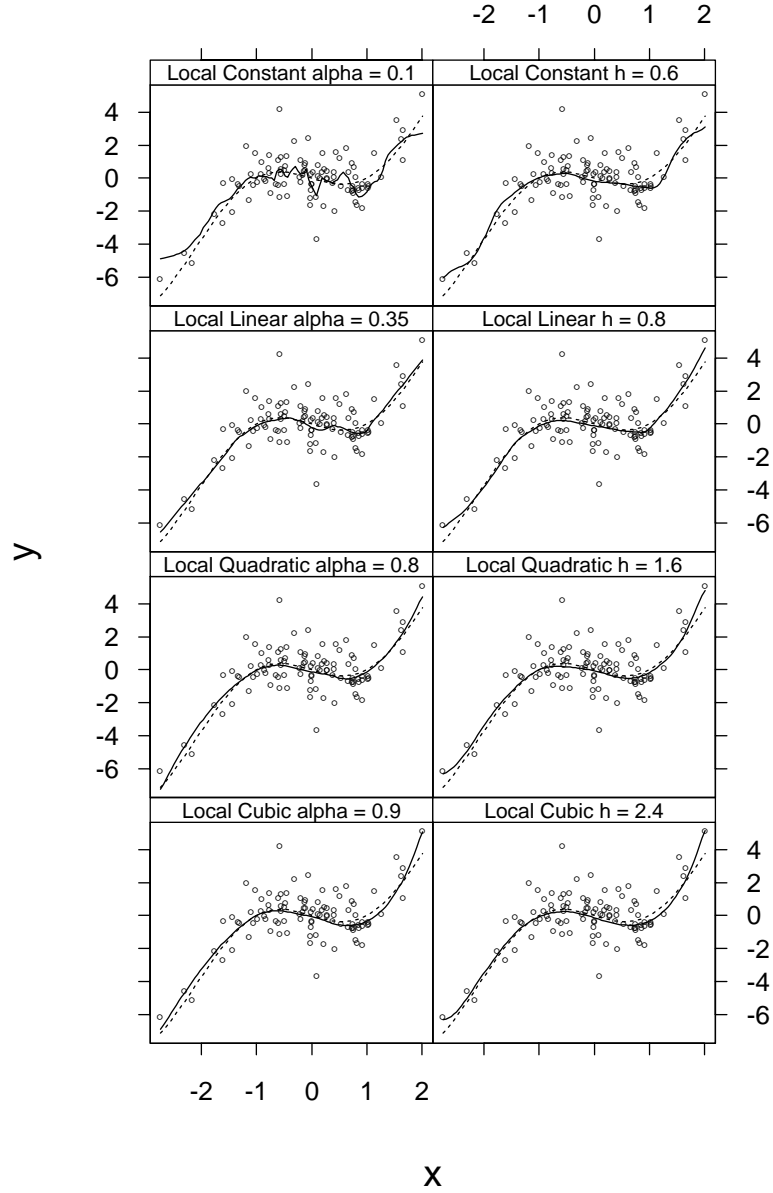 -2 -1 0 1 2
Local Constant alpha = 0.1
Local Constant h = 0.6
4
2
0
-2
-4
-6
Local Linear alpha = 0.35
Local Linear h = 0.8
4
2
0
-2
-4
-6
y
Local Quadratic alpha = 0.8
Local Quadratic h = 1.6
4
2
0
-2
-4
-6
Local Cubic alpha = 0.9
Local Cubic h = 2.4
4
2
0
-2
-4
-6
-2 -1 0 1 2
x